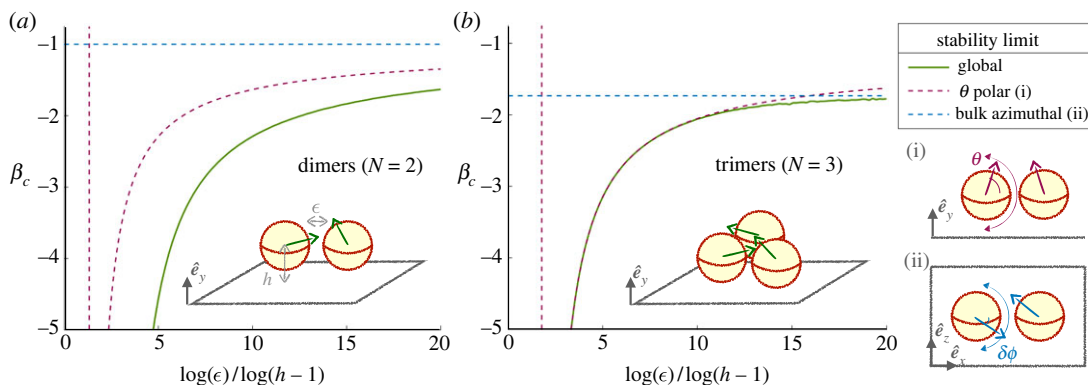 (a)
−1
−2
β_c
−3
−4
−5
0
5
10
15
20
log(ϵ)/log(h − 1)
dimers (N = 2)
ϵ
h
ê_y
(b)
−1
−2
β_c
−3
−4
−5
0
5
10
15
20
log(ϵ)/log(h − 1)
trimers (N = 3)
ê_y
stability limit
global
θ polar (i)
bulk azimuthal (ii)
(i)
θ
ê_y
(ii)
ê_z
ê_x
δϕ